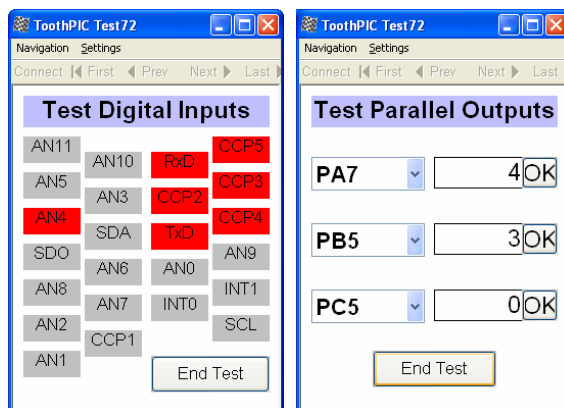 ToothPIC Test72
Navigation Settings
Connect First Prev Next Last
Test Digital Inputs
AN11
AN10
RxD
CCP5
AN5
AN3
CCP2
CCP3
AN4
SDA
TxD
CCP4
SDO
AN6
AN0
AN9
AN8
AN7
INT0
INT1
AN2
CCP1
SCL
AN1
End Test
ToothPIC Test72
Navigation Settings
Connect First Prev Next Last
Test Parallel Outputs
PA7 4 OK
PB5 3 OK
PC5 0 OK
End Test